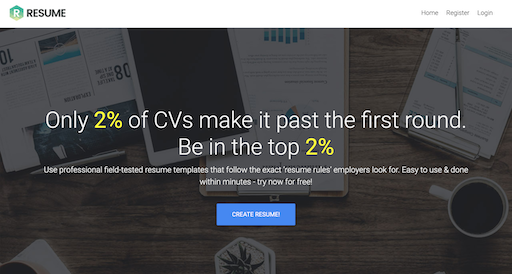 R RESUME
Home Register Login
Only 2% of CVs make it past the first round.
Be in the top 2%
Use professional field-tested resume templates that follow the exact 'resume rules' employers look for. Easy to use & done
within minutes - try now for free!
CREATE RESUME!